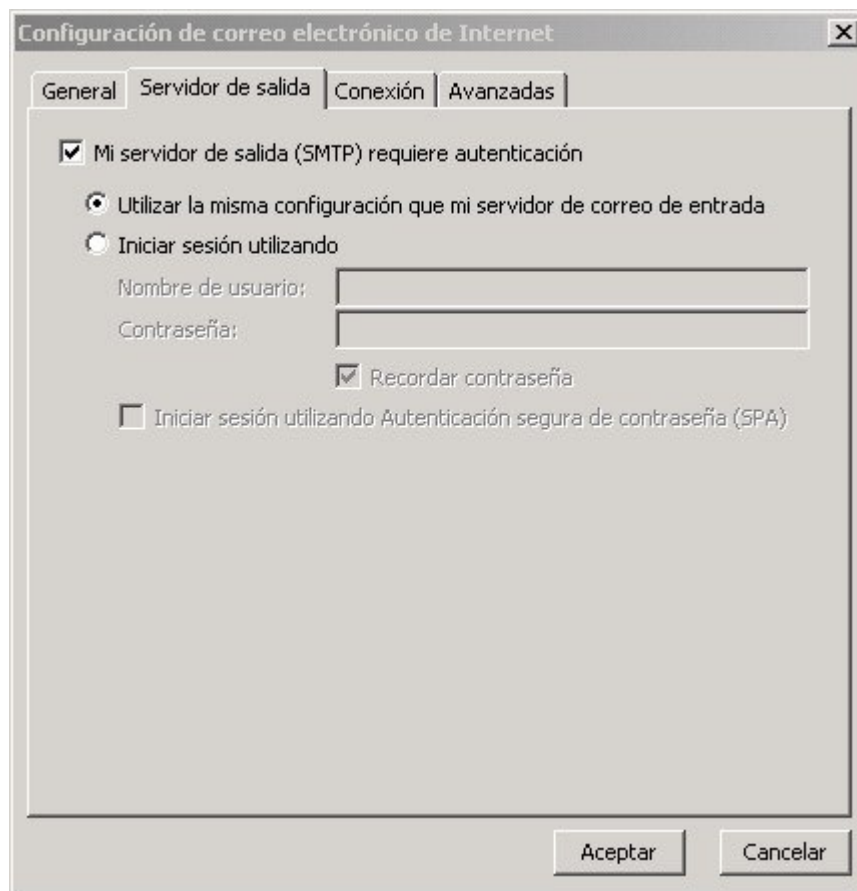 Configuración de correo electrónico de Internet
General Servidor de salida Conexión Avanzadas
Mi servidor de salida (SMTP) requiere autenticación
Utilizar la misma configuración que mi servidor de correo de entrada
Iniciar sesión utilizando
Nombre de usuario:
Contraseña:
Recordar contraseña
Iniciar sesión utilizando Autenticación segura de contraseña (SPA)
Aceptar Cancelar